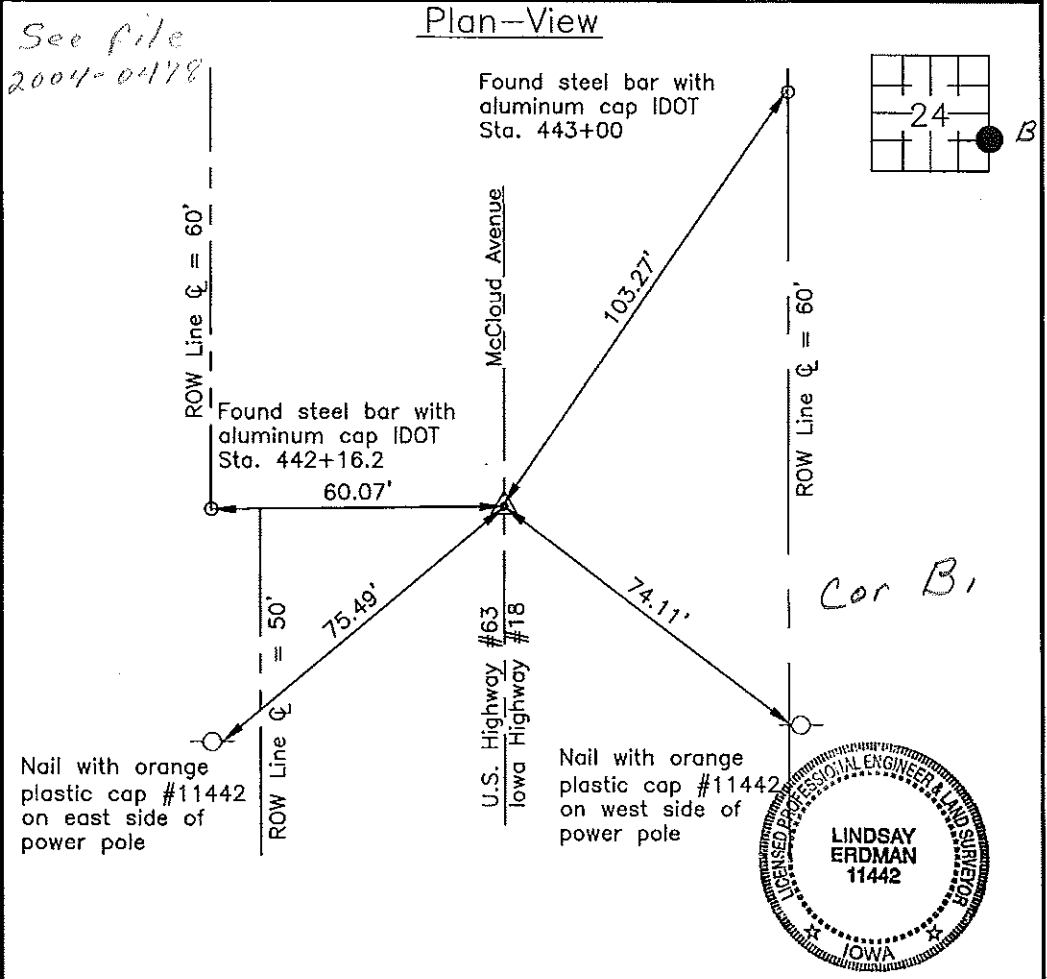 Plan-View
See file
2004-0478
Found steel bar with
aluminum cap IDOT
Sta. 443+00
24
B
ROW Line ℄ = 60'
McCloud Avenue
103.27'
ROW Line ℄ = 60'
Found steel bar with
aluminum cap IDOT
Sta. 442+16.2
60.07'
75.49'
74.11'
Cor B,
ROW Line ℄ = 50'
U.S. Highway #63
Iowa Highway #18
Nail with orange
plastic cap #11442
on east side of
power pole
Nail with orange
plastic cap #11442
on west side of
power pole
LICENSED PROFESSIONAL ENGINEER & LAND SURVEYOR
LINDSAY
ERDMAN
11442
IOWA